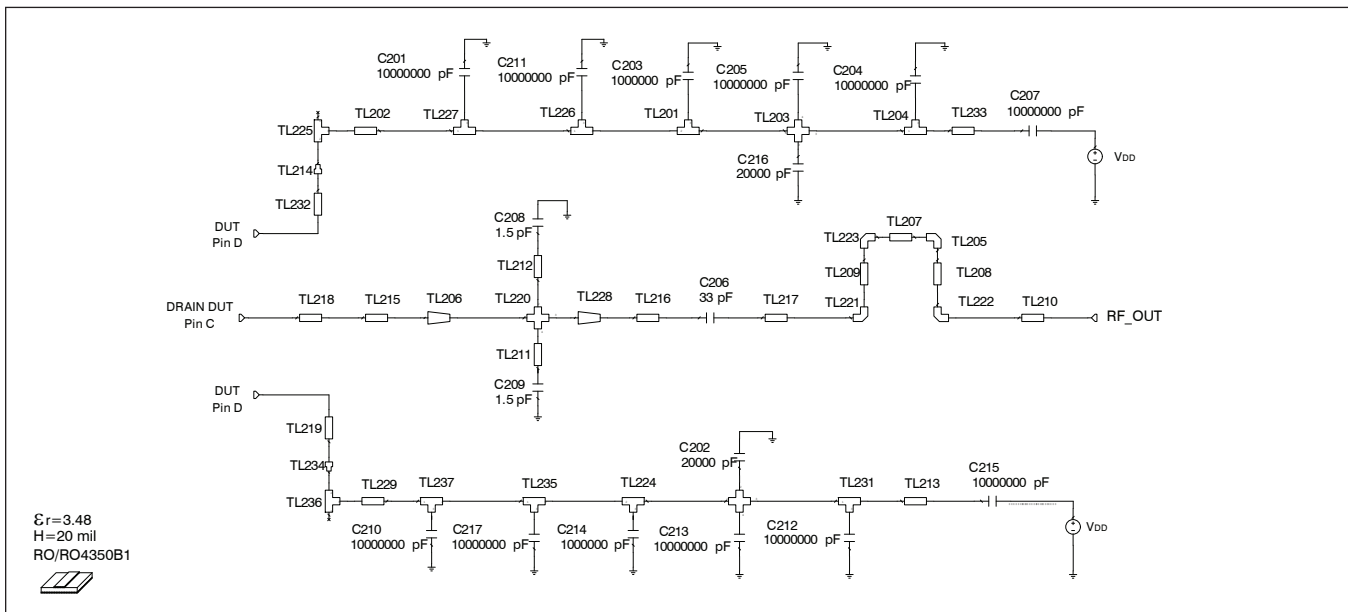 C201
10000000 pF
C211
10000000 pF
C203
1000000 pF
C205
10000000 pF
C204
10000000 pF
C207
10000000 pF
TL225
TL202
TL227
TL226
TL201
TL203
TL204
TL233
C216
20000 pF
VDD
TL214
TL232
DUT
Pin D
C208
1.5 pF
TL212
TL223
TL207
TL205
TL209
TL208
DRAIN DUT
Pin C
TL218
TL215
TL206
TL220
TL228
TL216
C206
33 pF
TL217
TL221
TL222
TL210
RF_OUT
TL211
C209
1.5 pF
DUT
Pin D
TL219
TL234
TL236
TL229
TL237
TL235
TL224
C202
20000 pF
TL231
TL213
C215
10000000 pF
C210
10000000 pF
C217
10000000 pF
C214
1000000 pF
C213
10000000 pF
C212
10000000 pF
VDD
εr=3.48
H=20 mil
RO/RO4350B1